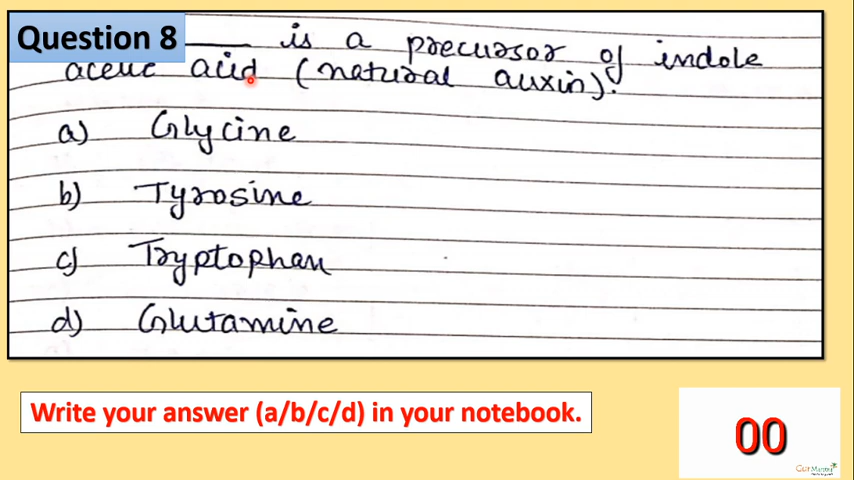 Question 8 ____ is a precursor of indole
acetic acid (natural auxin).
a) Glycine
b) Tyrosine
c) Tryptophan
d) Glutamine
Write your answer (a/b/c/d) in your notebook.
00